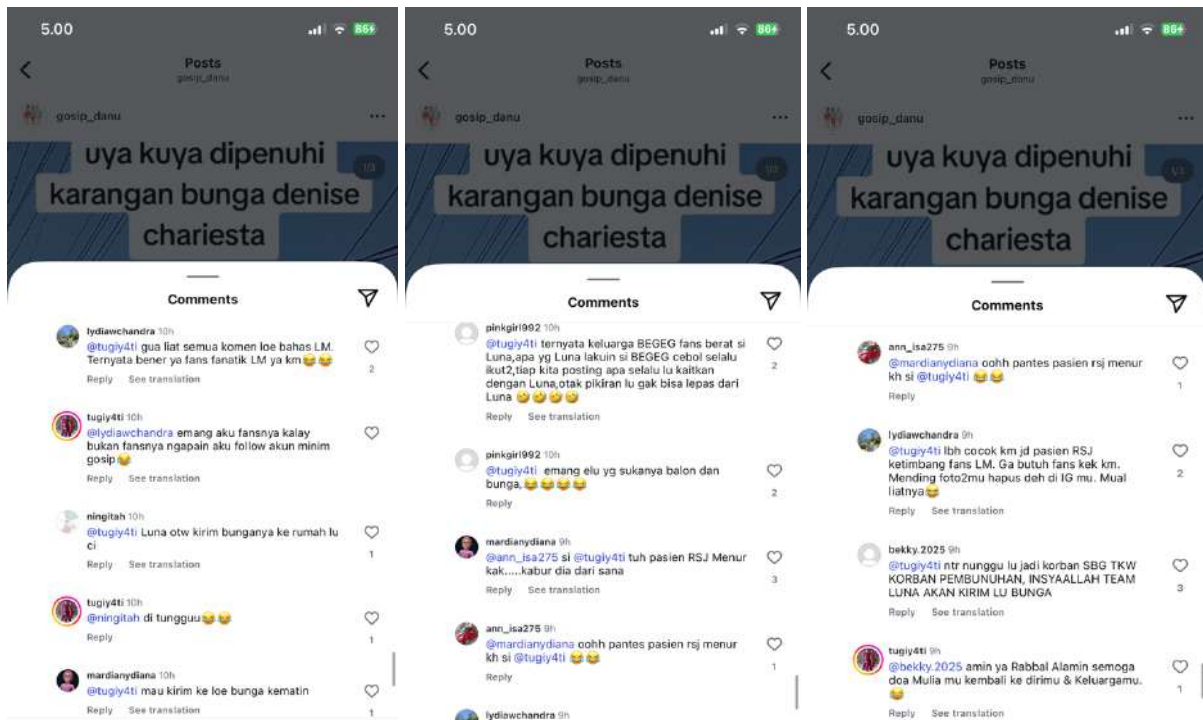 5.00
86
Posts
gosip_danu
gosip_danu
uya kuya dipenuhi
karangan bunga denise
chariesta
1/3
Comments
lydiawchandra 10h
@tugiy4ti gua liat semua komen loe bahas LM.
Ternyata bener ya fans fanatik LM ya km😂😂
2
Reply See translation
tugiy4ti 10h
@lydiawchandra emang aku fansnya kalay
bukan fansnya ngapain aku follow akun minim
gosip😂
Reply See translation
ningitah 10h
@tugiy4ti Luna otw kirim bunganya ke rumah lu
ci
1
Reply See translation
tugiy4ti 10h
@ningitah di tungguu😂😂
Reply
1
mardianydiana 10h
@tugiy4ti mau kirim ke loe bunga kematin
Reply See translation
1
5.00
86
Posts
gosip_danu
gosip_danu
uya kuya dipenuhi
karangan bunga denise
chariesta
Comments
pinkgirl992 10h
@tugiy4ti ternyata keluarga BEGEG fans berat si
Luna,apa yg Luna lakuin si BEGEG cebol selalu
ikut2,tiap kita posting apa selalu lu kaitkan
dengan Luna,otak pikiran lu gak bisa lepas dari
Luna 🤣🤣🤣🤣
2
Reply See translation
pinkgirl992 10h
@tugiy4ti emang elu yg sukanya balon dan
bunga,😂😂😂😂
2
Reply
mardianydiana 9h
@ann_isa275 si @tugiy4ti tuh pasien RSJ Menur
kak.....kabur dia dari sana
3
Reply See translation
ann_isa275 9h
@mardianydiana oohh pantes pasien rsj menur
kh si @tugiy4ti 😂😂
1
Reply
lydiawchandra 9h
5.00
86
Posts
gosip_danu
gosip_danu
uya kuya dipenuhi
karangan bunga denise
chariesta
Comments
ann_isa275 9h
@mardianydiana oohh pantes pasien rsj menur
kh si @tugiy4ti 😂😂
1
Reply
lydiawchandra 9h
@tugiy4ti lbh cocok km jd pasien RSJ
ketimbang fans LM. Ga butuh fans kek km.
Mending foto2mu hapus deh di IG mu. Mual
liatnya😂
2
Reply See translation
bekky.2025 9h
@tugiy4ti ntr nunggu lu jadi korban SBG TKW
KORBAN PEMBUNUHAN, INSYAALLAH TEAM
LUNA AKAN KIRIM LU BUNGA
3
Reply See translation
tugiy4ti 9h
@bekky.2025 amin ya Rabbal Alamin semoga
doa Mulia mu kembali ke dirimu & Keluargamu.
😂
1
Reply See translation